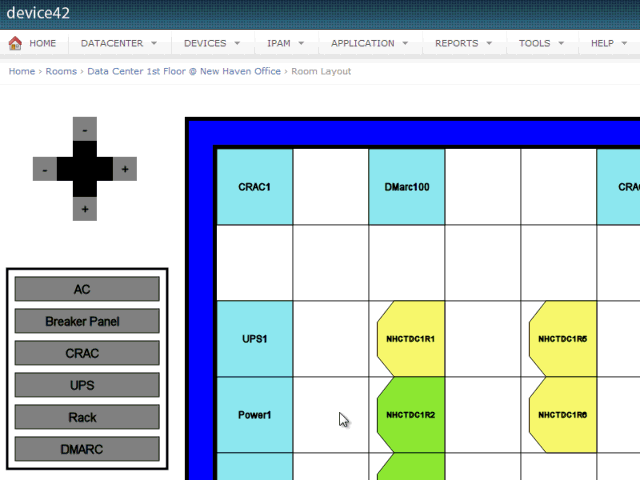 device42
HOME DATACENTER DEVICES IPAM APPLICATION REPORTS TOOLS HELP
Home › Rooms › Data Center 1st Floor @ New Haven Office › Room Layout
-
- +
+
AC
Breaker Panel
CRAC
UPS
Rack
DMARC
CRAC1 DMarc100 CRA
UPS1 NHCTDC1R1 NHCTDC1R5
Power1 NHCTDC1R2 NHCTDC1R6